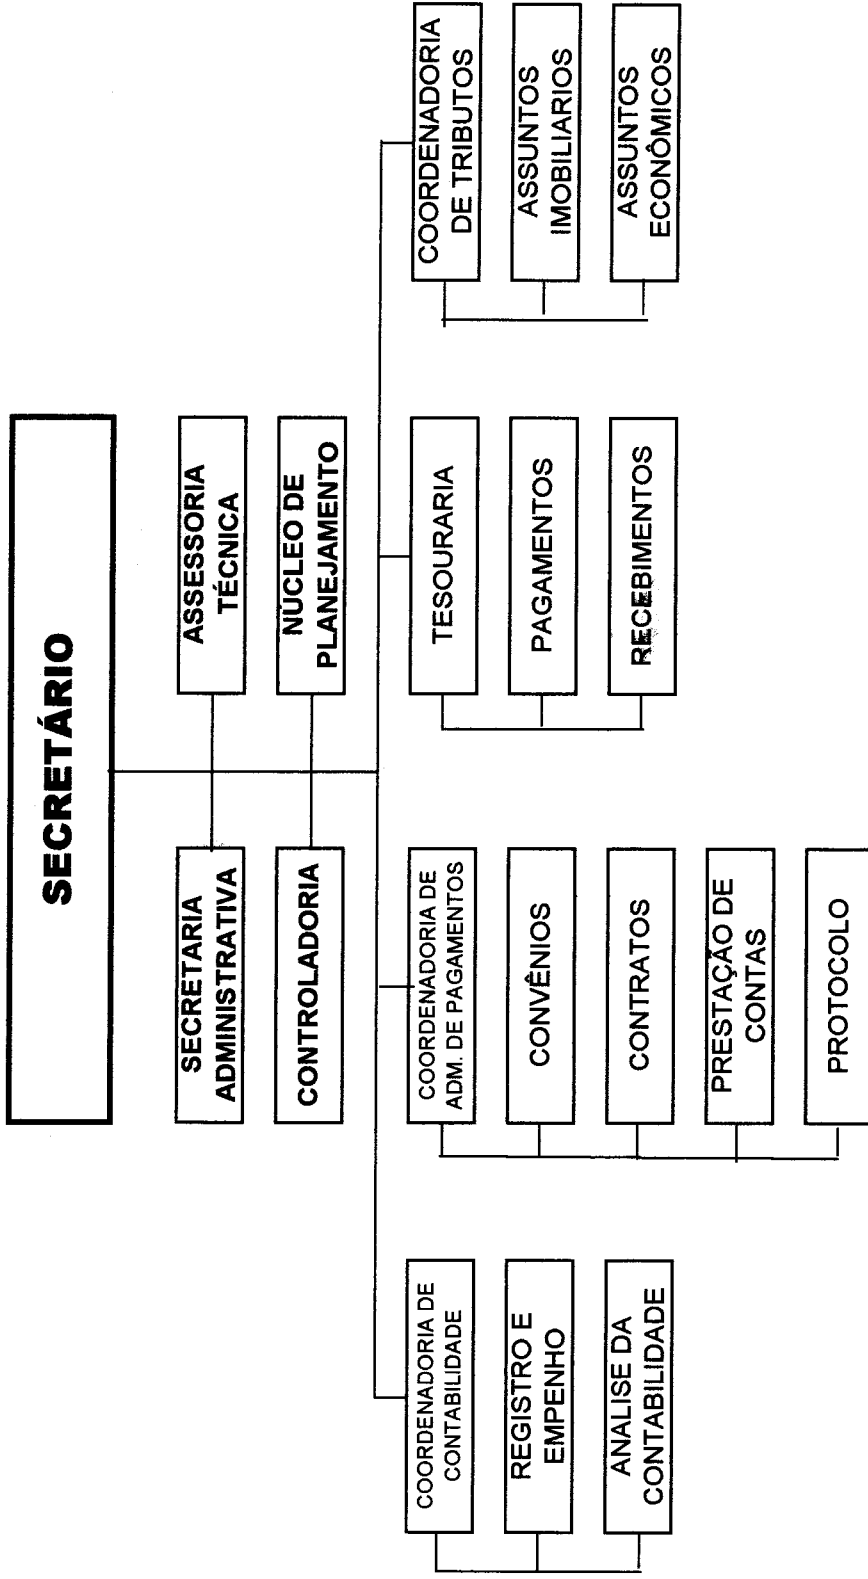 SECRETÁRIO
SECRETARIA
ADMINISTRATIVA
ASSESSORIA
TÉCNICA
CONTROLADORIA
NÚCLEO DE
PLANEJAMENTO
COORDENADORIA DE
CONTABILIDADE
REGISTRO E
EMPENHO
ANALISE DA
CONTABILIDADE
COORDENADORIA DE
ADM. DE PAGAMENTOS
CONVÊNIOS
CONTRATOS
PRESTAÇÃO DE
CONTAS
PROTOCOLO
TESOURARIA
PAGAMENTOS
RECEBIMENTOS
COORDENADORIA
DE TRIBUTOS
ASSUNTOS
IMOBILIARIOS
ASSUNTOS
ECONÔMICOS